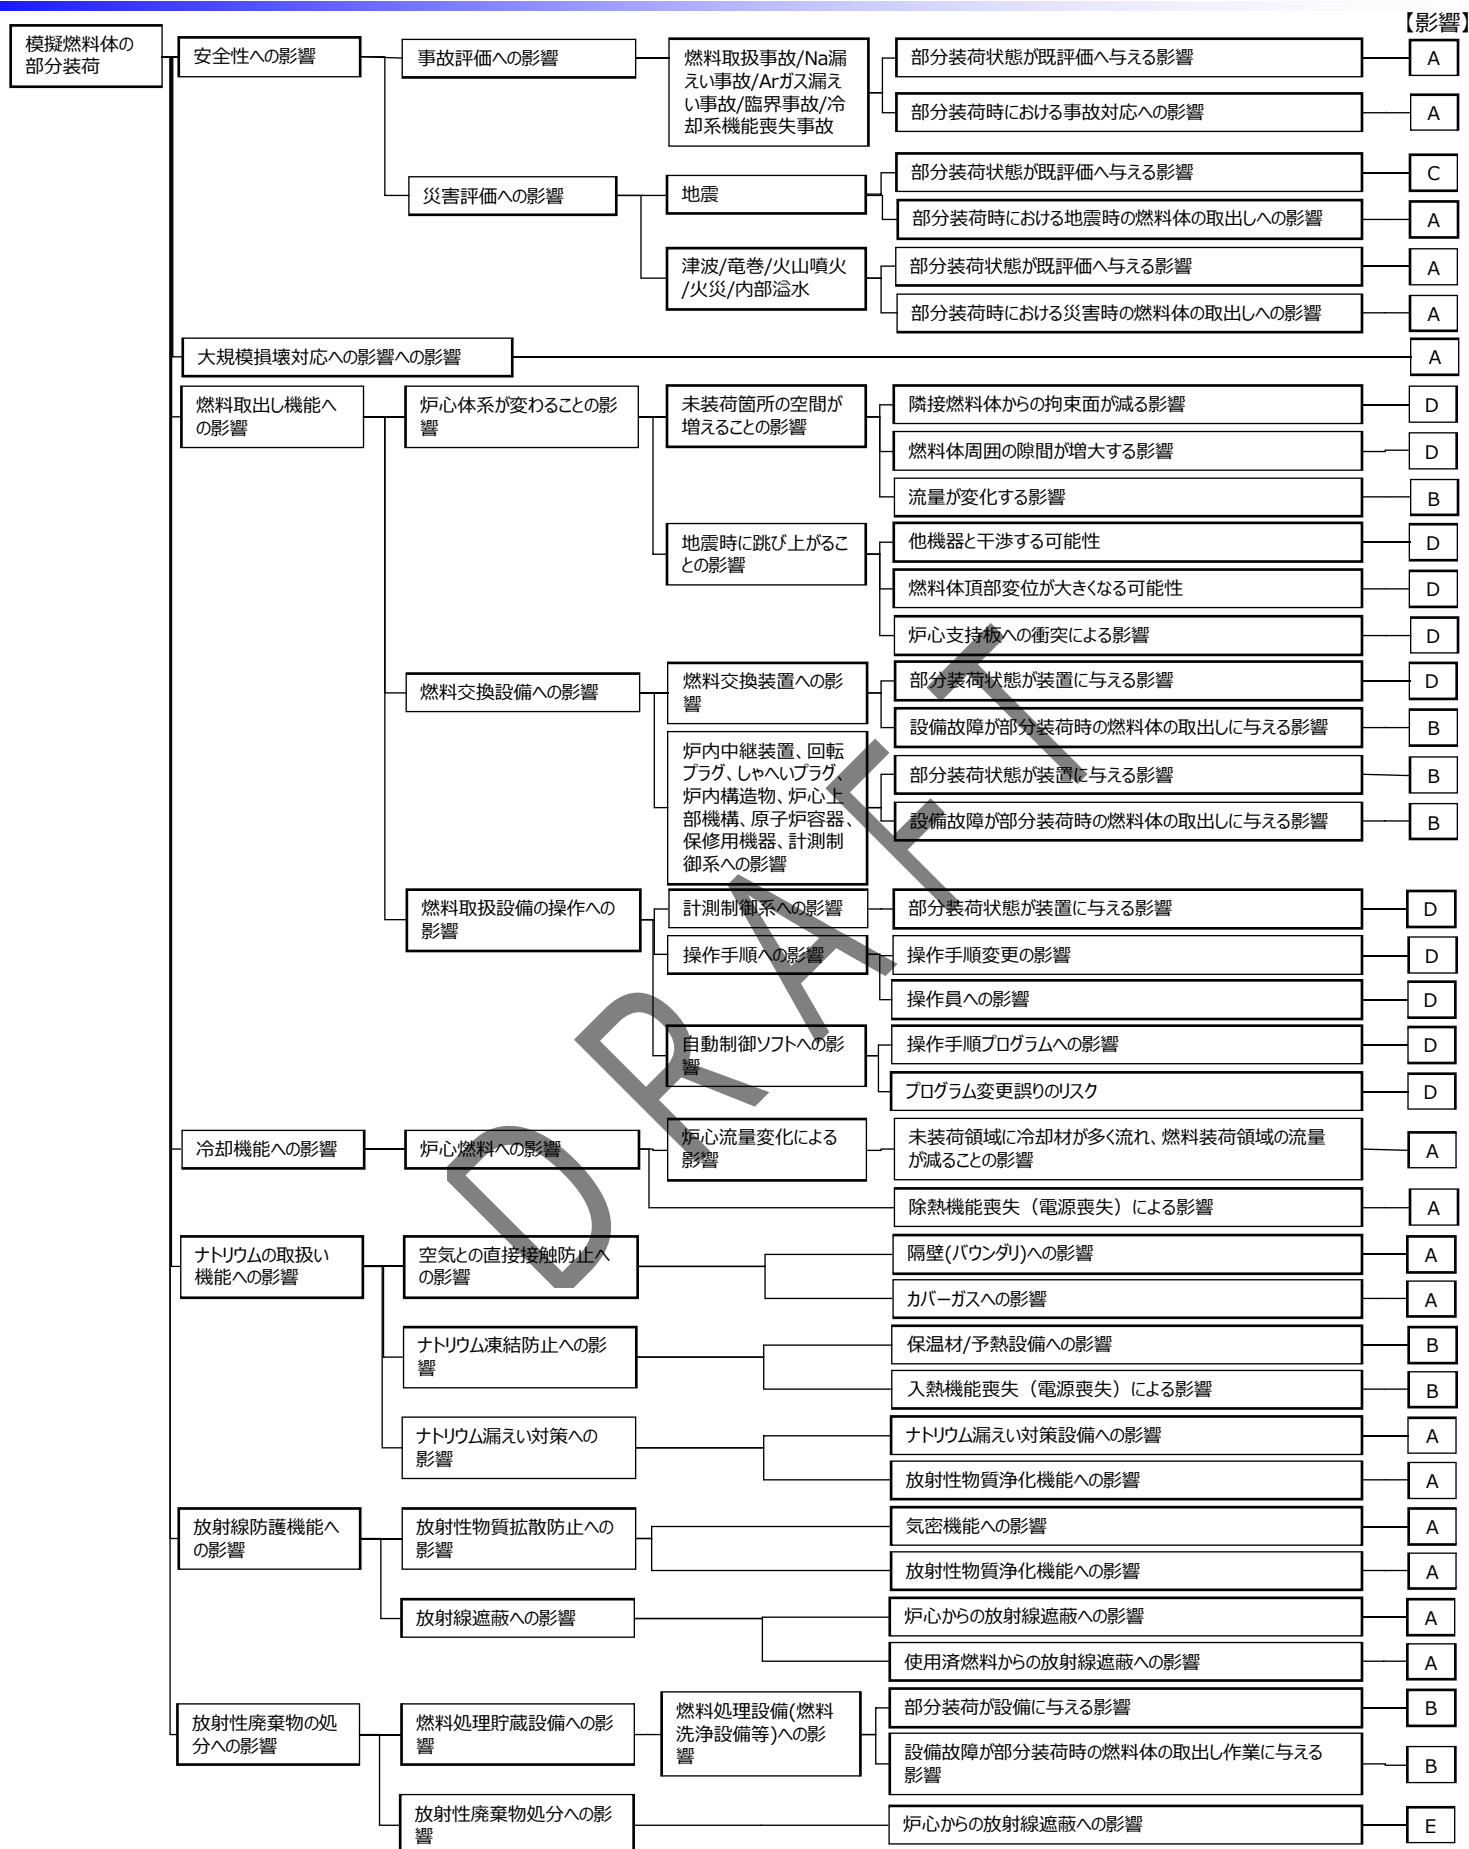 【影響】
模擬燃料体の
部分装荷
安全性への影響
事故評価への影響
燃料取扱事故/Na漏
えい事故/Arガス漏え
い事故/臨界事故/冷
却系機能喪失事故
部分装荷状態が既評価へ与える影響
A
部分装荷時における事故対応への影響
A
災害評価への影響
地震
部分装荷状態が既評価へ与える影響
C
部分装荷時における地震時の燃料体の取出しへの影響
A
津波/竜巻/火山噴火
/火災/内部溢水
部分装荷状態が既評価へ与える影響
A
部分装荷時における災害時の燃料体の取出しへの影響
A
大規模損壊対応への影響への影響
A
燃料取出し機能へ
の影響
炉心体系が変わることの影
響
未装荷箇所の空間が
増えることの影響
隣接燃料体からの拘束面が減る影響
D
燃料体周囲の隙間が増大する影響
D
流量が変化する影響
B
地震時に跳び上がるこ
との影響
他機器と干渉する可能性
D
燃料体頂部変位が大きくなる可能性
D
炉心支持板への衝突による影響
D
燃料交換設備への影響
燃料交換装置への影
響
部分装荷状態が装置に与える影響
D
設備故障が部分装荷時の燃料体の取出しに与える影響
B
炉内中継装置、回転
プラグ、しゃへいプラグ、
炉内構造物、炉心上
部機構、原子炉容器、
保修用機器、計測制
御系への影響
部分装荷状態が装置に与える影響
B
設備故障が部分装荷時の燃料体の取出しに与える影響
B
燃料取扱設備の操作への
影響
計測制御系への影響
部分装荷状態が装置に与える影響
D
操作手順への影響
操作手順変更の影響
D
操作員への影響
D
自動制御ソフトへの影
響
操作手順プログラムへの影響
D
プログラム変更誤りのリスク
D
冷却機能への影響
炉心燃料への影響
炉心流量変化による
影響
未装荷領域に冷却材が多く流れ、燃料装荷領域の流量
が減ることの影響
A
除熱機能喪失（電源喪失）による影響
A
ナトリウムの取扱い
機能への影響
空気との直接接触防止へ
の影響
隔壁(バウンダリ)への影響
A
カバーガスへの影響
A
ナトリウム凍結防止への影
響
保温材/予熱設備への影響
B
入熱機能喪失（電源喪失）による影響
B
ナトリウム漏えい対策への
影響
ナトリウム漏えい対策設備への影響
A
放射性物質浄化機能への影響
A
放射線防護機能へ
の影響
放射性物質拡散防止への
影響
気密機能への影響
A
放射性物質浄化機能への影響
A
放射線遮蔽への影響
炉心からの放射線遮蔽への影響
A
使用済燃料からの放射線遮蔽への影響
A
放射性廃棄物の処
分への影響
燃料処理貯蔵設備への影
響
燃料処理設備(燃料
洗浄設備等)への影
響
部分装荷が設備に与える影響
B
設備故障が部分装荷時の燃料体の取出し作業に与える
影響
B
放射性廃棄物処分への影
響
炉心からの放射線遮蔽への影響
E
DRAFT